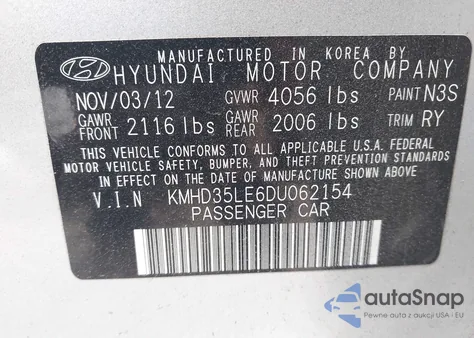 MANUFACTURED IN KOREA BY
HYUNDAI MOTOR COMPANY
NOV/03/12 GVWR 4056 lbs PAINT N3S
GAWR FRONT 2116 lbs GAWR REAR 2006 lbs TRIM RY
THIS VEHICLE CONFORMS TO ALL APPLICABLE U.S.A. FEDERAL
MOTOR VEHICLE SAFETY, BUMPER, AND THEFT PREVENTION STANDARDS
IN EFFECT ON THE DATE OF MANUFACTURE SHOWN ABOVE.
V.I.N KMHD35LE6DU062154
PASSENGER CAR
autoSnap
Pewne auta z aukcji USA i EU